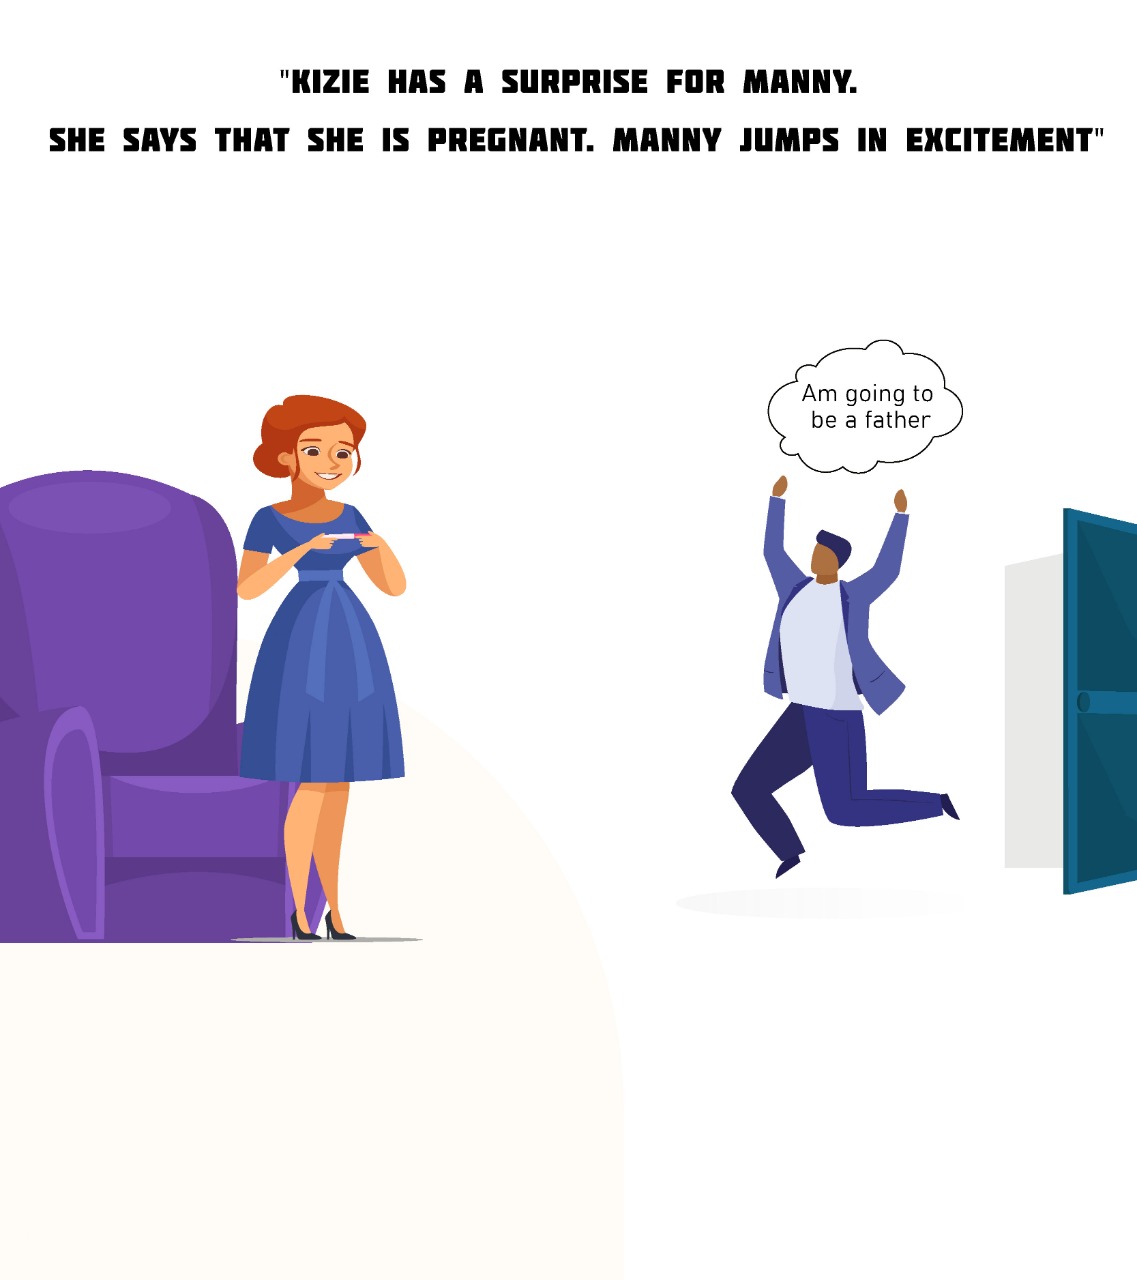 "KIZIE HAS A SURPRISE FOR MANNY.
SHE SAYS THAT SHE IS PREGNANT. MANNY JUMPS IN EXCITEMENT"
Am going to
be a father